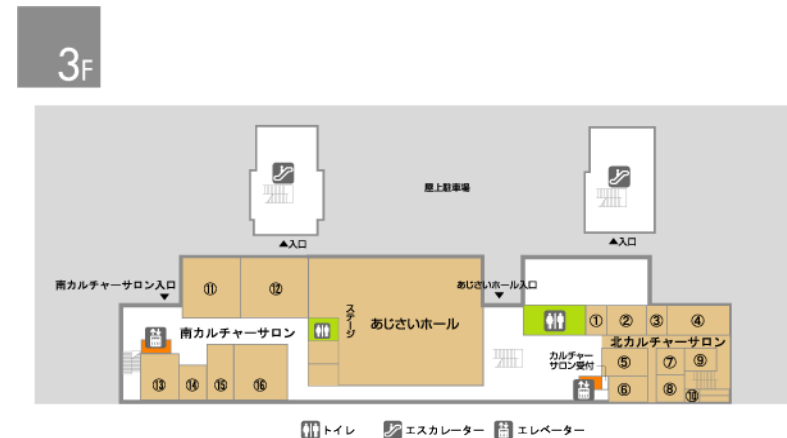 3F
屋上駐車場
▲入口
▲入口
南カルチャーサロン入口
▼
⑪
⑫
ステージ
あじさいホール
あじさいホール入口
▼
①
②
③
④
南カルチャーサロン
北カルチャーサロン
カルチャー
サロン受付
⑤
⑦
⑨
⑬
⑭
⑮
⑯
⑥
⑧
⑩
トイレ
エスカレーター
エレベーター